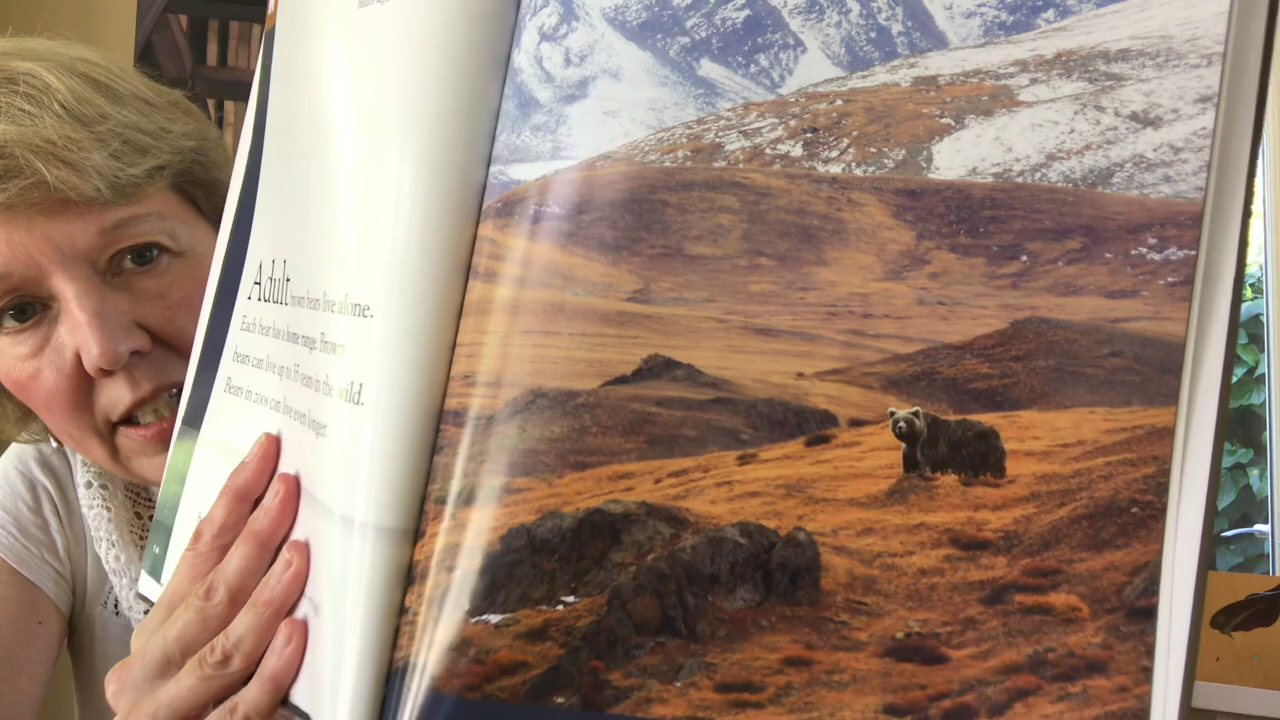 Adult brown bears live alone.
Each bear has a home range. Brown
bears can live up to 35 years in the wild.
Bears in zoos can live even longer.